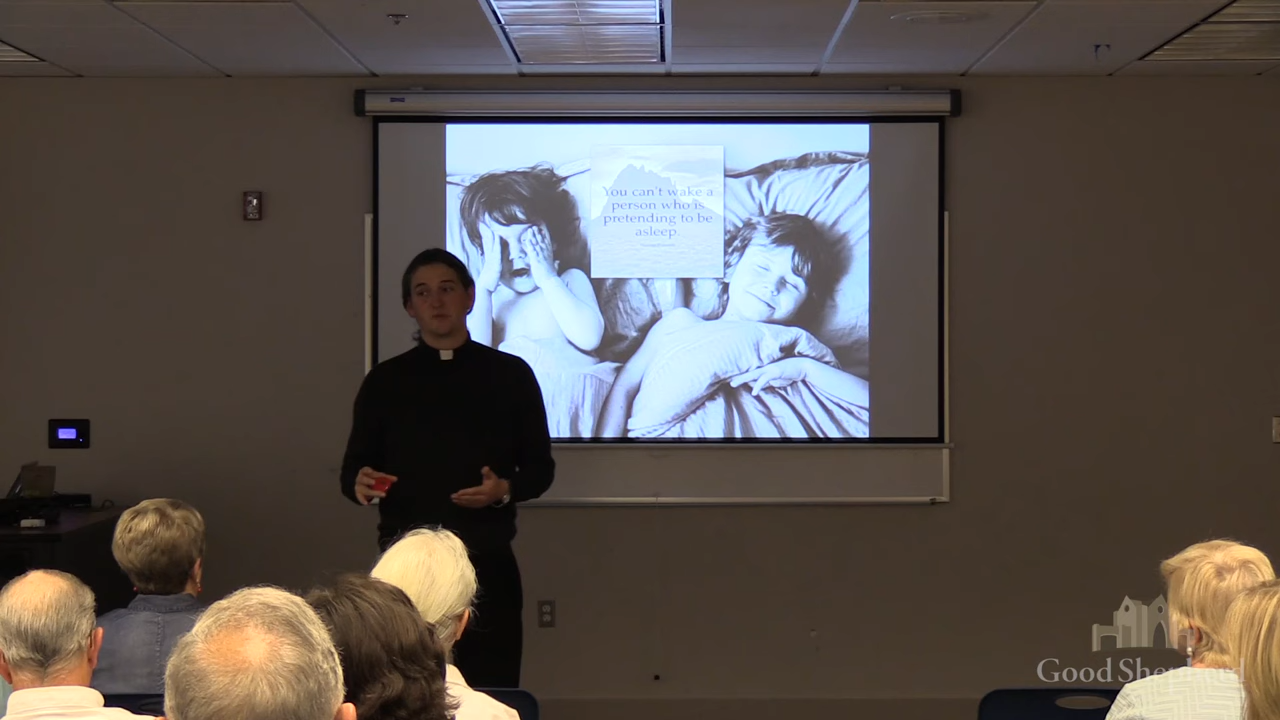 You can't wake a
person who is
pretending to be
asleep.
Good Shepherd